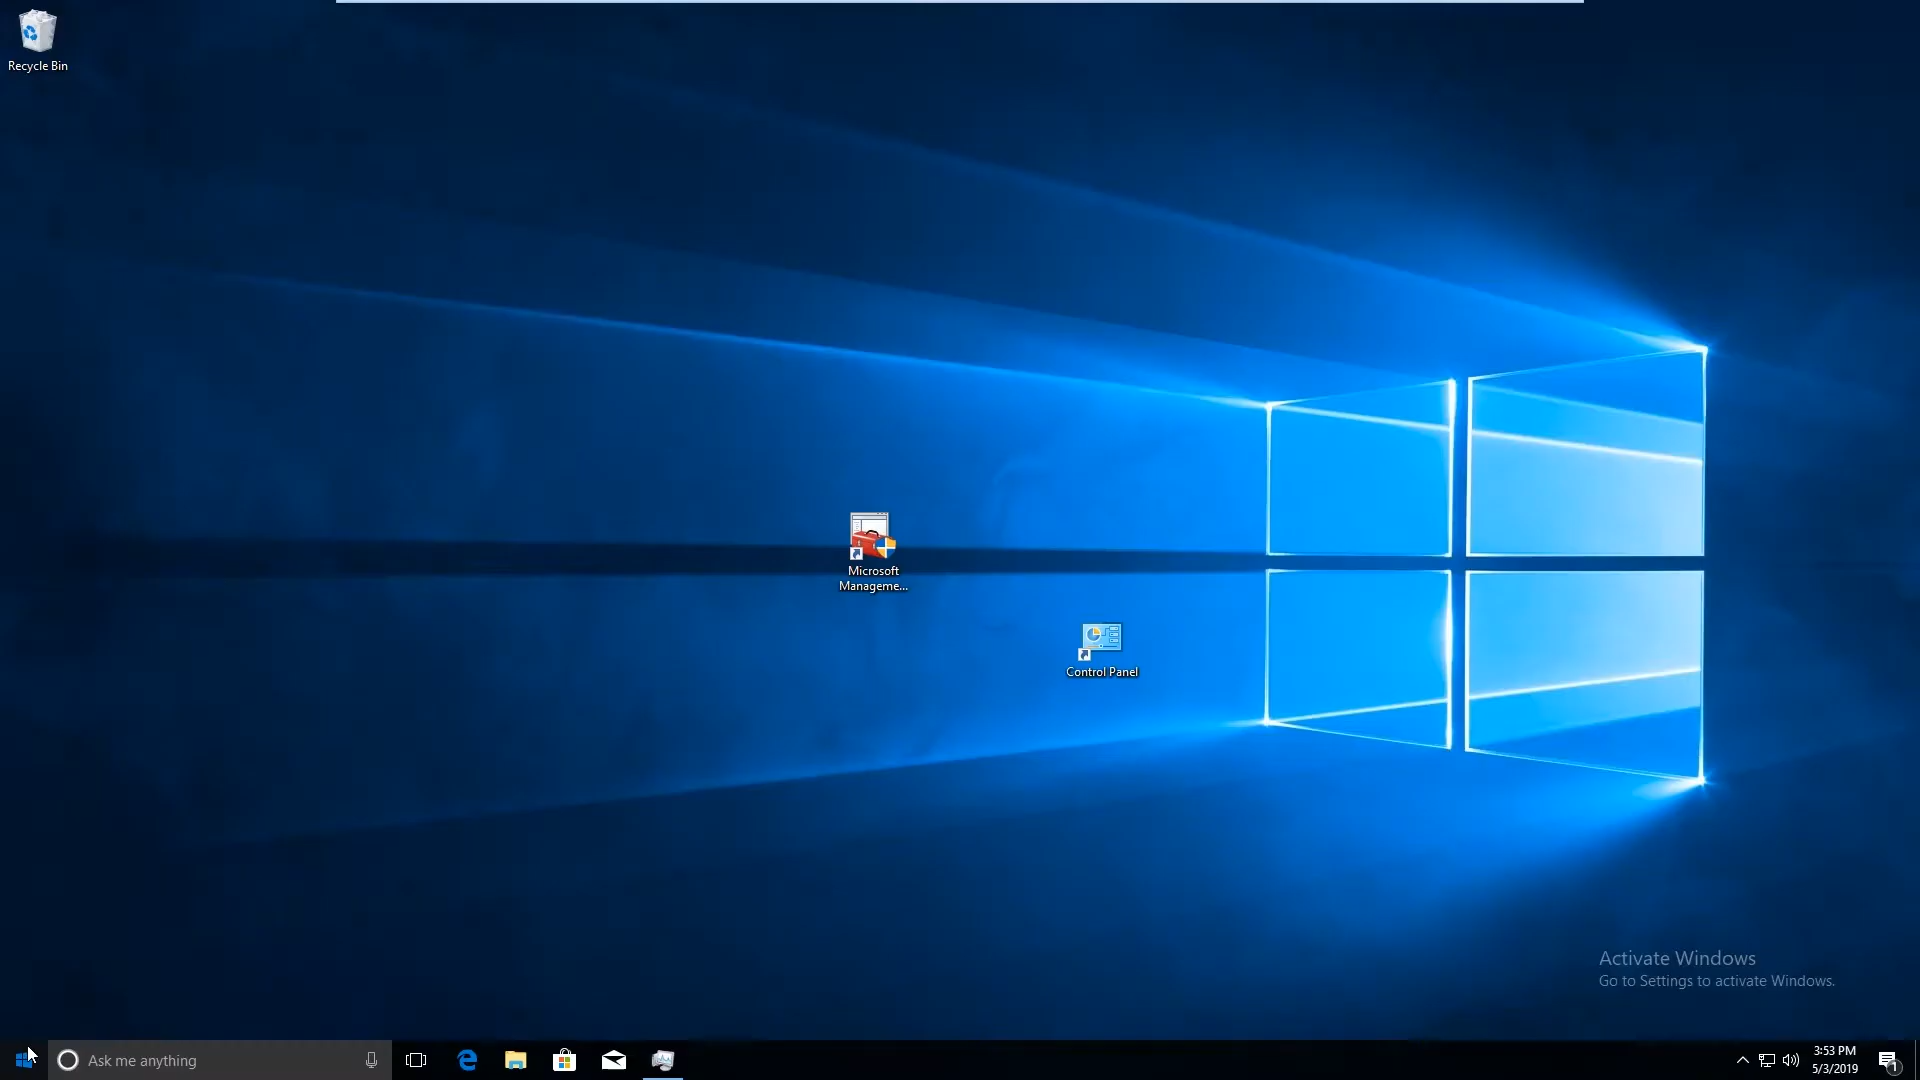 Recycle Bin
Microsoft
Manageme...
Control Panel
Activate Windows
Go to Settings to activate Windows.
Ask me anything
3:53 PM
5/3/2019
1